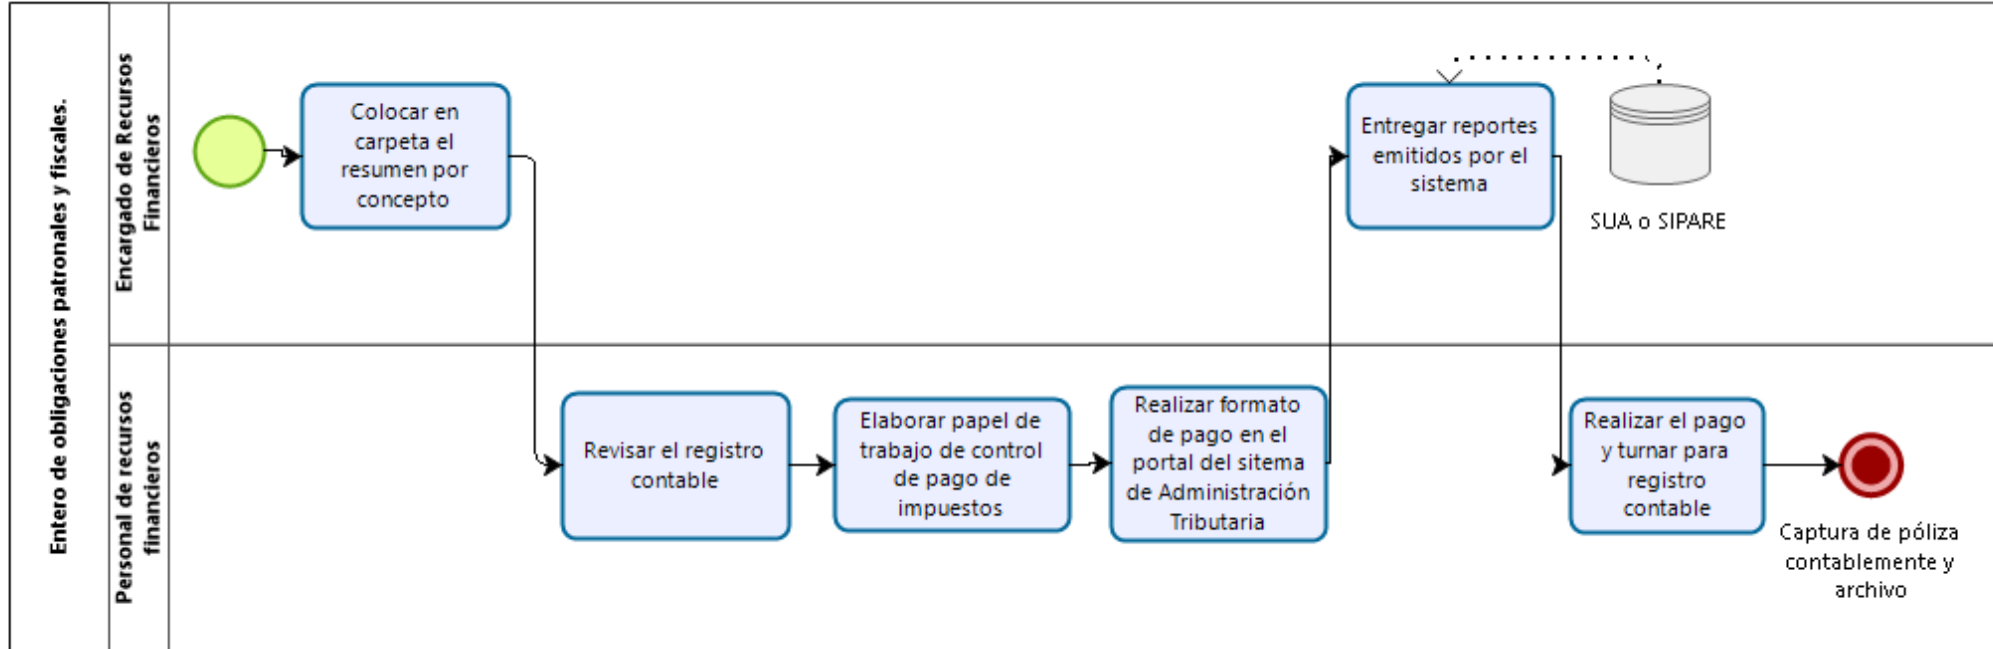 Entero de obligaciones patronales y fiscales.
Encargado de Recursos
Financieros
Colocar en
carpeta el
resumen por
concepto
Entregar reportes
emitidos por el
sistema
SUA o SIPARE
Personal de recursos
financieros
Revisar el registro
contable
Elaborar papel de
trabajo de control
de pago de
impuestos
Realizar formato
de pago en el
portal del sitema
de Administración
Tributaria
Realizar el pago
y turnar para
registro
contable
Captura de póliza
contablemente y
archivo